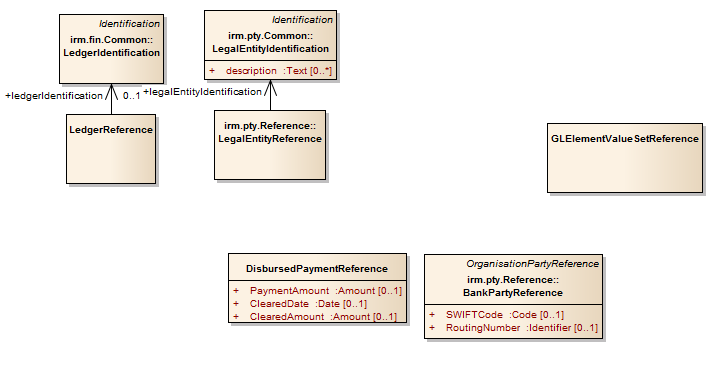 Identification
irm.fin.Common::
LedgerIdentification
Identification
irm.pty.Common::
LegalEntityIdentification
+ description :Text [0..*]
+ledgerIdentification
0..1
+legalEntityIdentification
LedgerReference
irm.pty.Reference::
LegalEntityReference
GLElementValueSetReference
DisbursedPaymentReference
+ PaymentAmount :Amount [0..1]
+ ClearedDate :Date [0..1]
+ ClearedAmount :Amount [0..1]
OrganisationPartyReference
irm.pty.Reference::
BankPartyReference
+ SWIFTCode :Code [0..1]
+ RoutingNumber :Identifier [0..1]